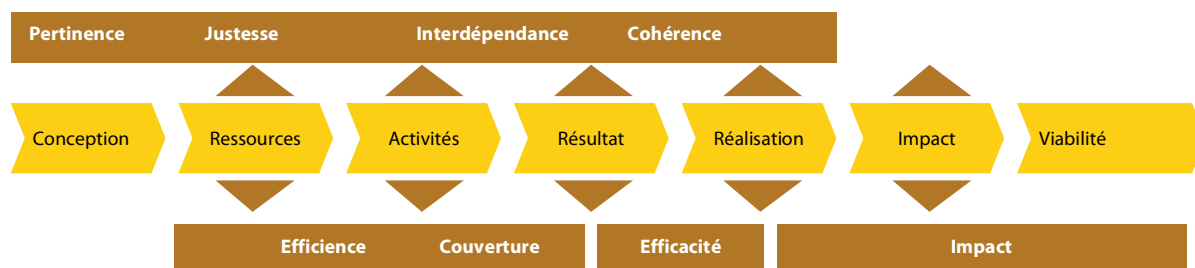 Pertinence Justesse Interdépendance Cohérence
Conception Ressources Activités Résultat Réalisation Impact Viabilité
Efficience Couverture Efficacité Impact